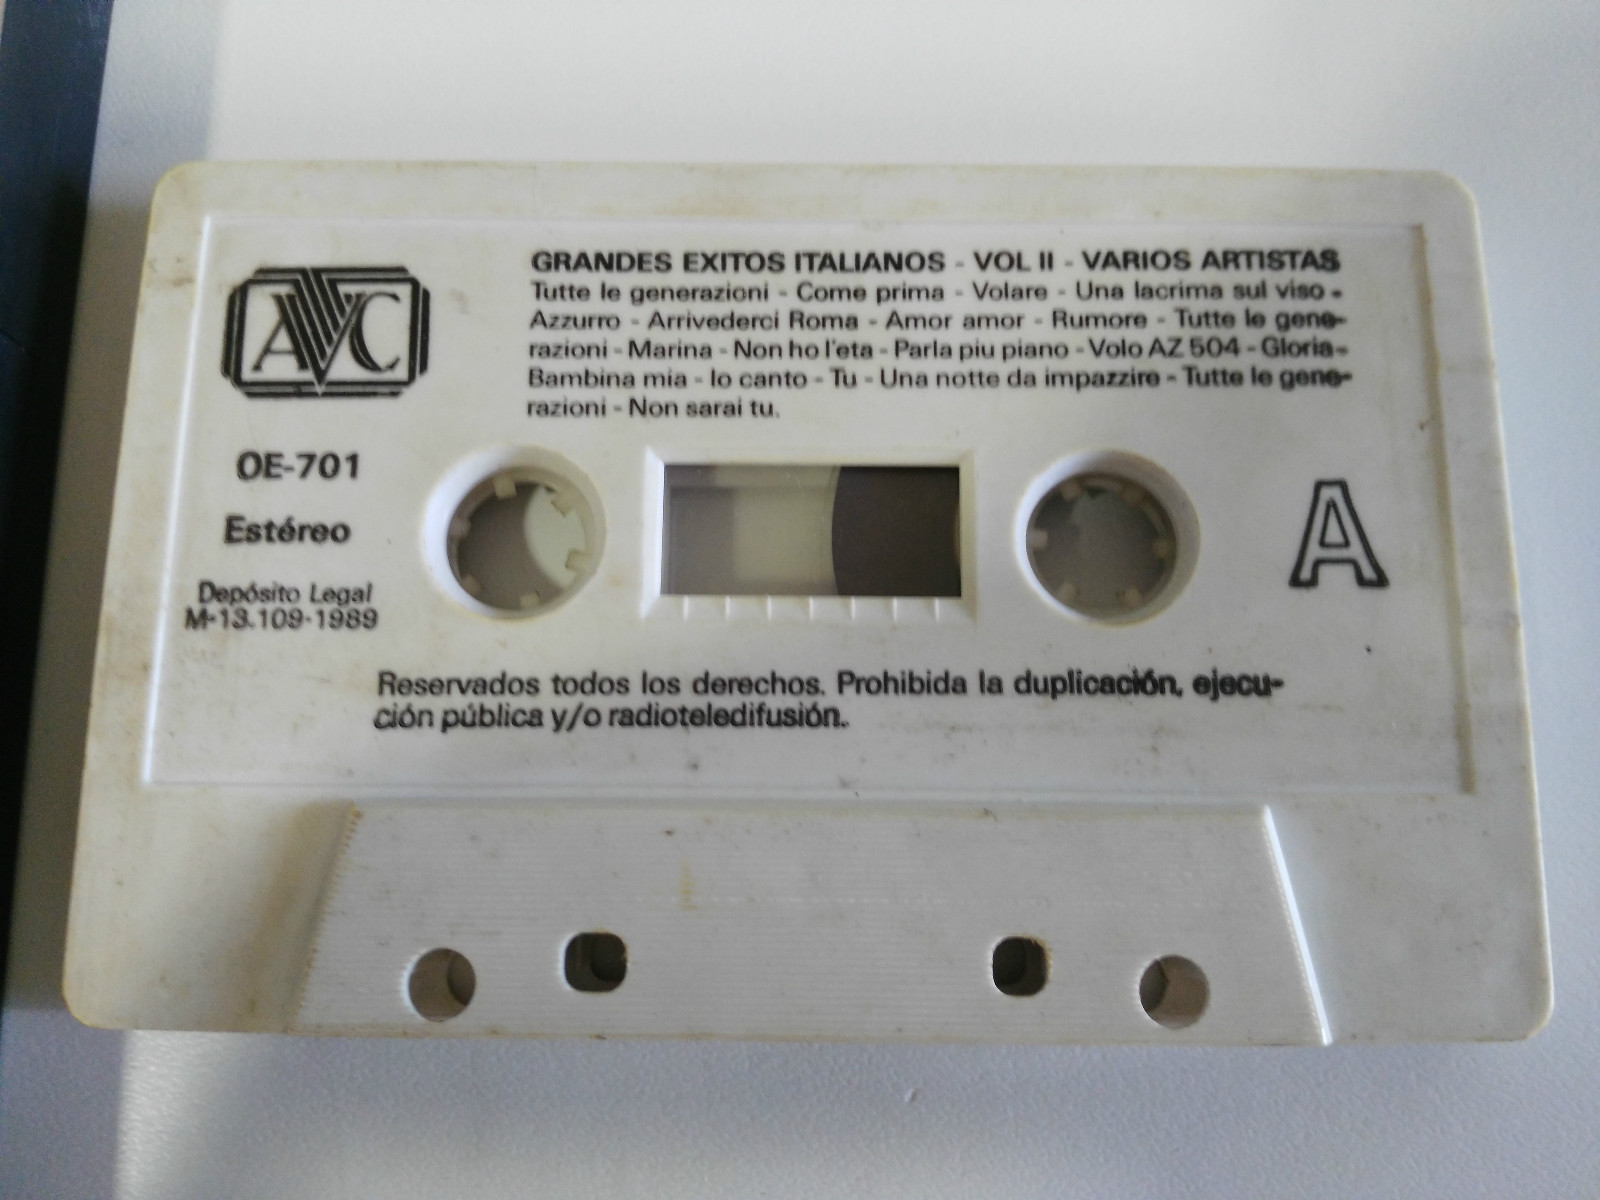 AVC
GRANDES EXITOS ITALIANOS - VOL II - VARIOS ARTISTAS
Tutte le generazioni - Come prima - Volare - Una lacrima sul viso -
Azzurro - Arrivederci Roma - Amor amor - Rumore - Tutte le gene-
razioni - Marina - Non ho l'eta - Parla piu piano - Volo AZ 504 - Gloria -
Bambina mia - Io canto - Tu - Una notte da impazzire - Tutte le gene-
razioni - Non sarai tu.
OE-701
Estéreo
Depósito Legal
M-13.109-1989
A
Reservados todos los derechos. Prohibida la duplicación, ejecu-
ción pública y/o radioteledifusión.